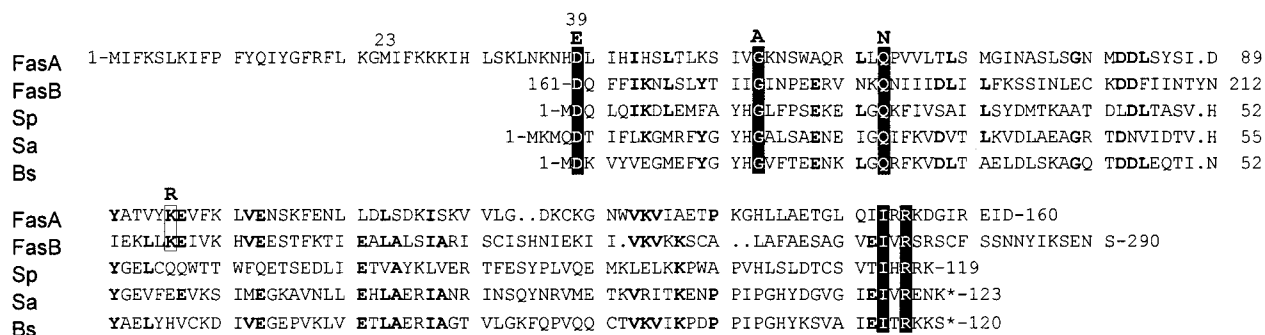 39
23 E A N
FasA 1-MIFKSLKIFP FYQIYGFRFL KGMIFKKKIH LSKLNKNHDL IHIHSLTLKS IVGKNSWAQR LLQPVVLTLS MGINASLSGN MDDLSYSI.D 89
FasB 161-DQ FFIKNLSLYT IIGINPEERV NKQNIIIDLI LFKSSINLEC KDDFIINTYN 212
Sp 1-MDQ LQIKDLEMFA YHGLFPSEKE LGQKFIVSAI LSYDMTKAAT DLDLTASV.H 52
Sa 1-MKMQDT IFLKGMRFYG YHGALSAENE IGQIFKVDVT LKVDLAEAGR TDNVIDTV.H 55
Bs 1-MDK VYVEGMEFYG YHGVFTEENK LGQRFKVDLT AELDLSKAGQ TDDLEQTI.N 52
R
FasA YATVYKEVFK LVENSKFENL LDLSDKISKV VLG..DKCKG NWVKVIAETP KGHLLAETGL QIIRRKDGIR EID-160
FasB IEKLLKEIVK HVEESTFKTI EALALSIARI SCISHNIEKI I.VKVKKSCA ..LAFAESAG VEIVRSRSCF SSNNYIKSEN S-290
Sp YGELCQQWTT WFQETSEDLI ETVAYKLVER TFESYPLVQE MKLELKKPWA PVHLSLDTCS VTIHRRK-119
Sa YGEVFEEVKS IMEGKAVNLL EHLAERIANR INSQYNRVME TKVRITKENP PIPGHYDGVG IEIVRENK*-123
Bs YAELYHVCKD IVEGEPVKLV ETLAERIAGT VLGKFQPVQQ CTVKVIKPDP PIPGHYKSVA IEITRKKS*-120